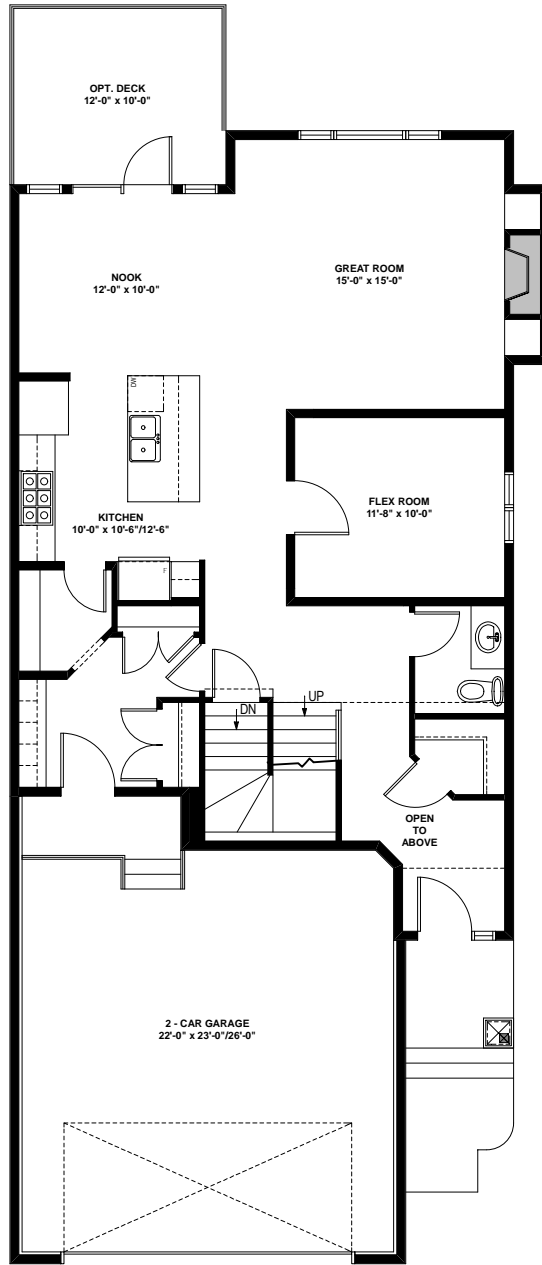 OPT. DECK
12'-0" x 10'-0"
NOOK
12'-0" x 10'-0"
GREAT ROOM
15'-0" x 15'-0"
DW
FLEX ROOM
11'-8" x 10'-0"
KITCHEN
10'-0" x 10'-6"/12'-6"
F
UP
DN
OPEN
TO
ABOVE
2 - CAR GARAGE
22'-0" x 23'-0"/26'-0"